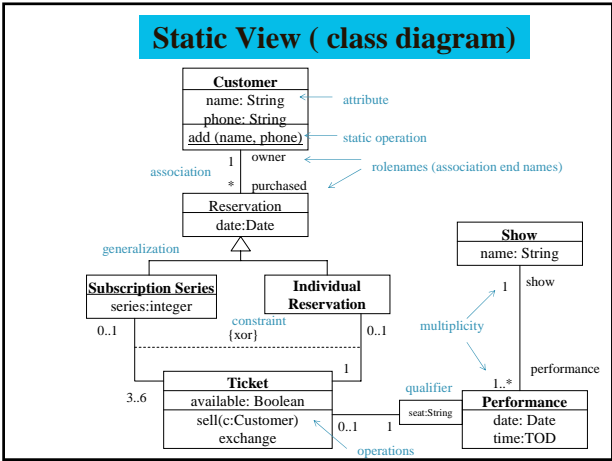 Static View ( class diagram)
Customer
name: String
phone: String
add (name, phone)
attribute
static operation
1
owner
association
rolenames (association end names)
*
purchased
Reservation
date:Date
generalization
Show
name: String
Subscription Series
series:integer
Individual
Reservation
1
show
0..1
constraint
{xor}
0..1
multiplicity
1
performance
3..6
Ticket
available: Boolean
sell(c:Customer)
exchange
qualifier
1..*
seat:String
Performance
date: Date
time:TOD
0..1
1
operations